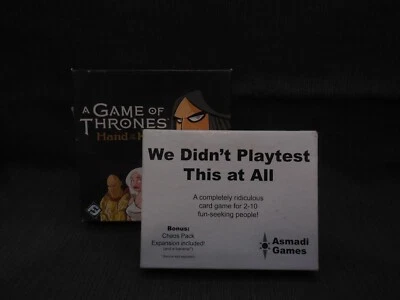 A GAME OF
THRONES
Hand
We Didn't Playtest
This at All
A completely ridiculous
card game for 2-10
fun-seeking people!
Bonus:
Chaos Pack
Expansion included!
Asmadi
Games